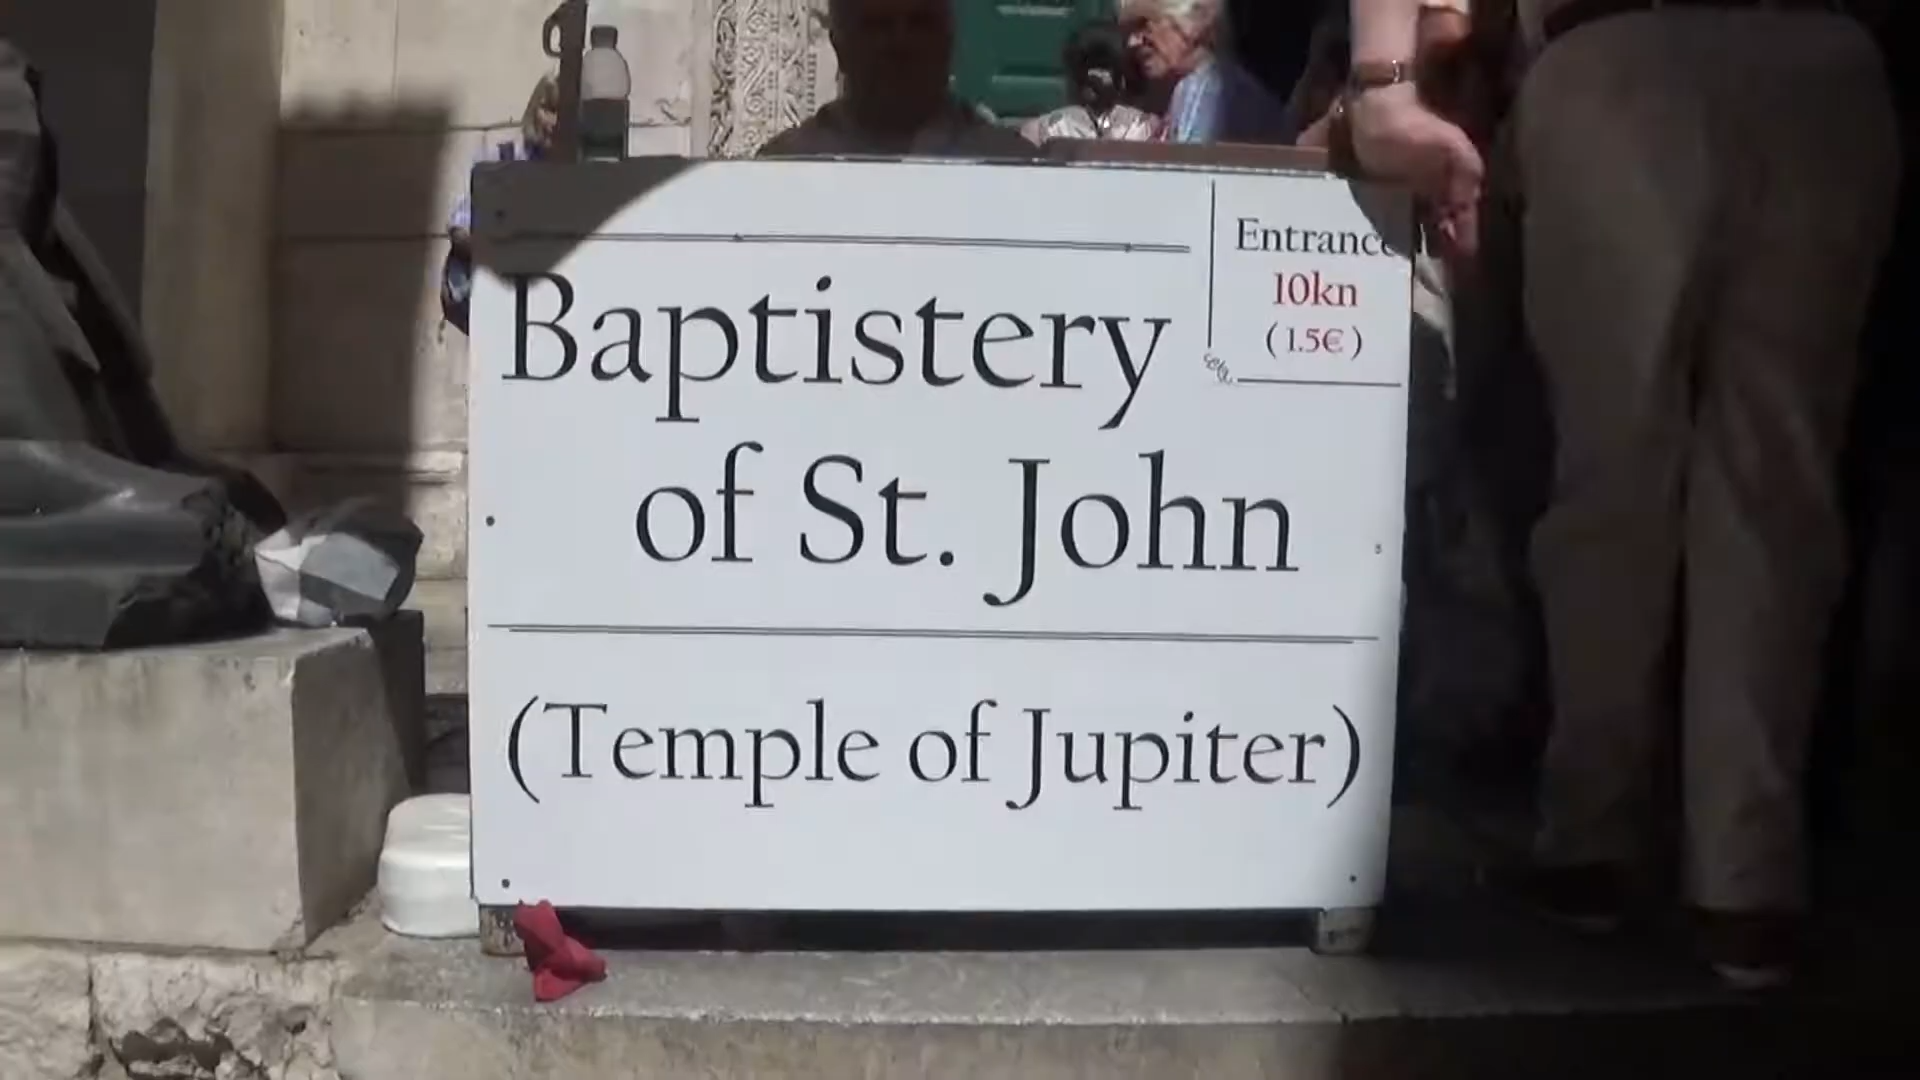 Entrance
10kn
(1.5€)
Baptistery
of St. John
(Temple of Jupiter)